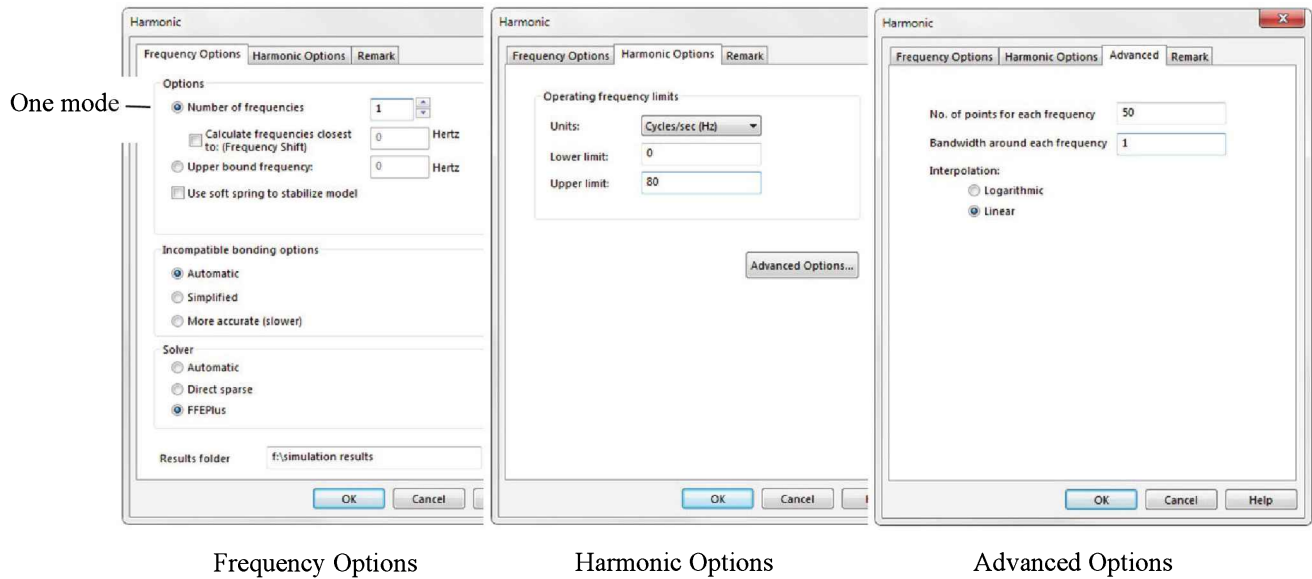 One mode
Harmonic
Frequency Options Harmonic Options Remark
Options
Number of frequencies 1
Calculate frequencies closest
to: (Frequency Shift) 0 Hertz
Upper bound frequency: 0 Hertz
Use soft spring to stabilize model
Incompatible bonding options
Automatic
Simplified
More accurate (slower)
Solver
Automatic
Direct sparse
FFEPlus
Results folder f:\simulation results
OK Cancel
Frequency Options
Harmonic
Frequency Options Harmonic Options Remark
Operating frequency limits
Units: Cycles/sec (Hz)
Lower limit: 0
Upper limit: 80
Advanced Options...
OK Cancel
Harmonic Options
Harmonic
Frequency Options Harmonic Options Advanced Remark
No. of points for each frequency 50
Bandwidth around each frequency 1
Interpolation:
Logarithmic
Linear
OK Cancel Help
Advanced Options